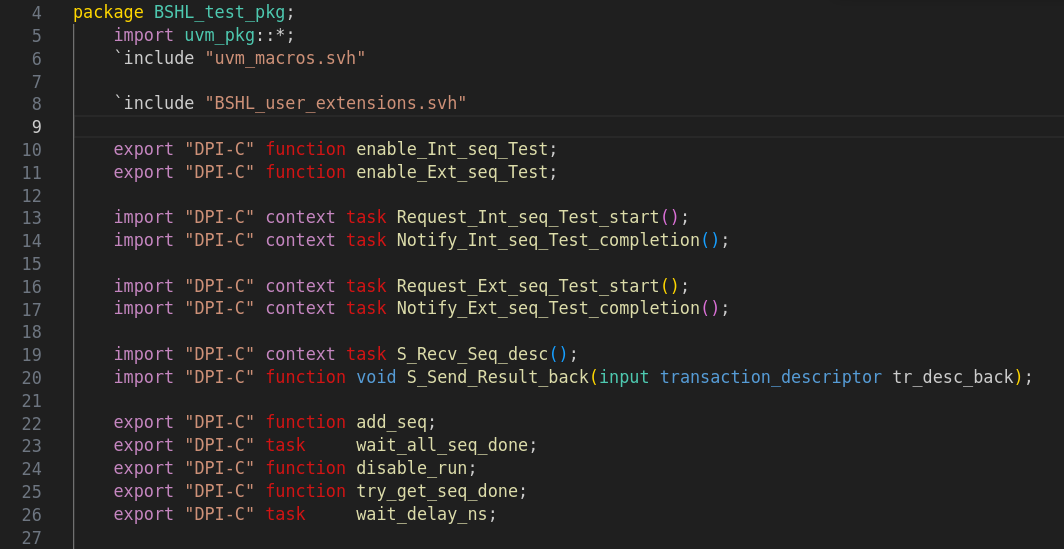 4 package BSHL_test_pkg;
5 import uvm_pkg::*;
6 `include "uvm_macros.svh"
7
8 `include "BSHL_user_extensions.svh"
9
10 export "DPI-C" function enable_Int_seq_Test;
11 export "DPI-C" function enable_Ext_seq_Test;
12
13 import "DPI-C" context task Request_Int_seq_Test_start();
14 import "DPI-C" context task Notify_Int_seq_Test_completion();
15
16 import "DPI-C" context task Request_Ext_seq_Test_start();
17 import "DPI-C" context task Notify_Ext_seq_Test_completion();
18
19 import "DPI-C" context task S_Recv_Seq_desc();
20 import "DPI-C" function void S_Send_Result_back(input transaction_descriptor tr_desc_back);
21
22 export "DPI-C" function add_seq;
23 export "DPI-C" task     wait_all_seq_done;
24 export "DPI-C" function disable_run;
25 export "DPI-C" function try_get_seq_done;
26 export "DPI-C" task     wait_delay_ns;
27